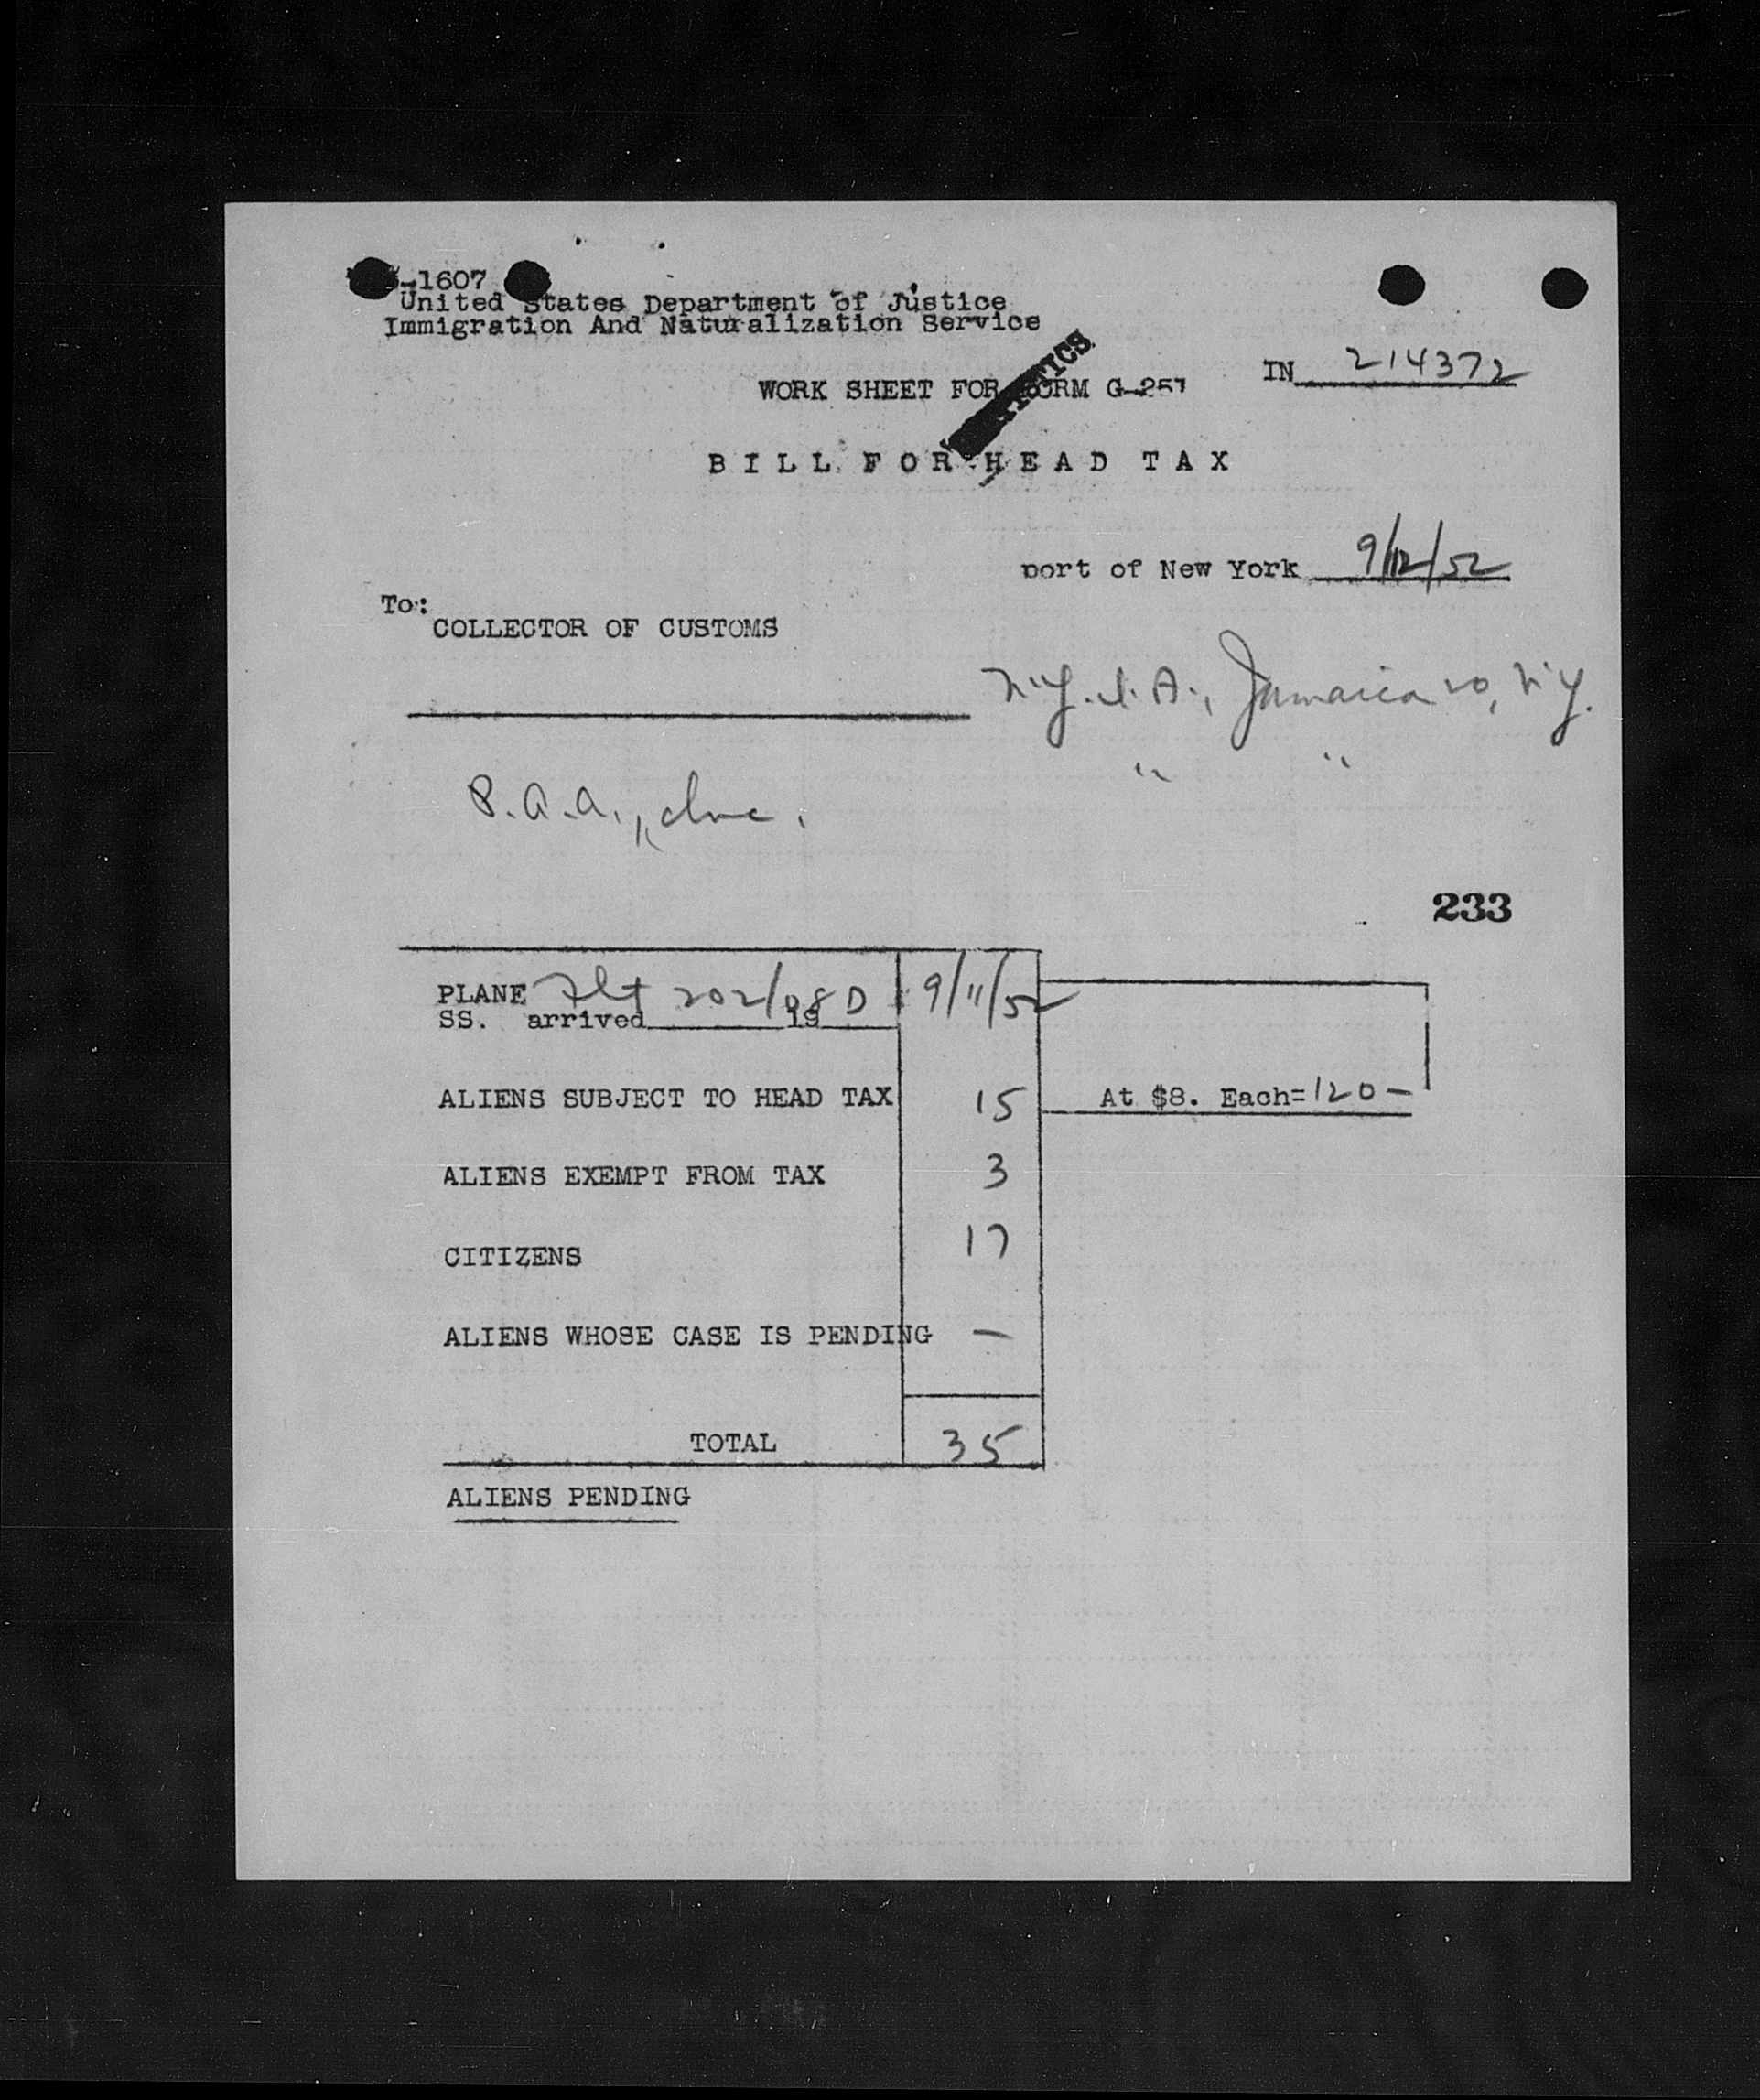 -1607
United States Department of Justice
Immigration And Naturalization Service
IN 214372
WORK SHEET FOR FORM G-257
BILL FOR HEAD TAX
port of New York 9/12/52
To:
COLLECTOR OF CUSTOMS
N.Y.I.A., Jamaica 20, N.Y.
" "
P.A.A., Inc.
233
PLANE Flt 202/08D 9/11/52
SS. arrived 19
ALIENS SUBJECT TO HEAD TAX 15 At $8. Each=120-
ALIENS EXEMPT FROM TAX 3
CITIZENS 17
ALIENS WHOSE CASE IS PENDING —
TOTAL 35
ALIENS PENDING